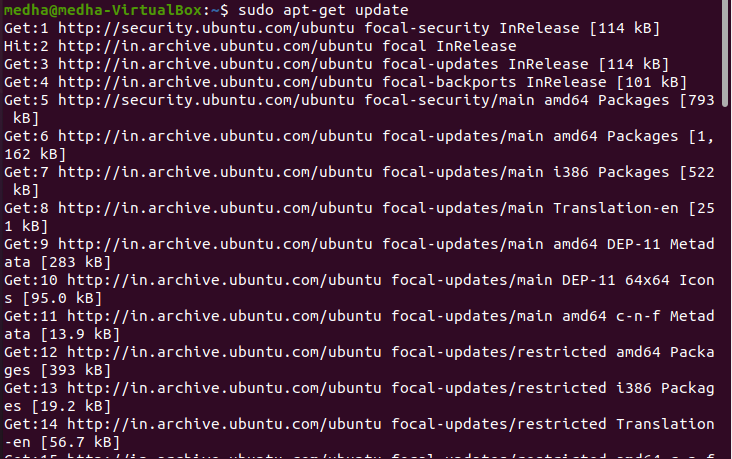 medha@medha-VirtualBox:~$ sudo apt-get update
Get:1 http://security.ubuntu.com/ubuntu focal-security InRelease [114 kB]
Hit:2 http://in.archive.ubuntu.com/ubuntu focal InRelease
Get:3 http://in.archive.ubuntu.com/ubuntu focal-updates InRelease [114 kB]
Get:4 http://in.archive.ubuntu.com/ubuntu focal-backports InRelease [101 kB]
Get:5 http://security.ubuntu.com/ubuntu focal-security/main amd64 Packages [793
 kB]
Get:6 http://in.archive.ubuntu.com/ubuntu focal-updates/main amd64 Packages [1,
162 kB]
Get:7 http://in.archive.ubuntu.com/ubuntu focal-updates/main i386 Packages [522
 kB]
Get:8 http://in.archive.ubuntu.com/ubuntu focal-updates/main Translation-en [25
1 kB]
Get:9 http://in.archive.ubuntu.com/ubuntu focal-updates/main amd64 DEP-11 Metad
ata [283 kB]
Get:10 http://in.archive.ubuntu.com/ubuntu focal-updates/main DEP-11 64x64 Icon
s [95.0 kB]
Get:11 http://in.archive.ubuntu.com/ubuntu focal-updates/main amd64 c-n-f Metad
ata [13.9 kB]
Get:12 http://in.archive.ubuntu.com/ubuntu focal-updates/restricted amd64 Packa
ges [393 kB]
Get:13 http://in.archive.ubuntu.com/ubuntu focal-updates/restricted i386 Packag
es [19.2 kB]
Get:14 http://in.archive.ubuntu.com/ubuntu focal-updates/restricted Translation
-en [56.7 kB]